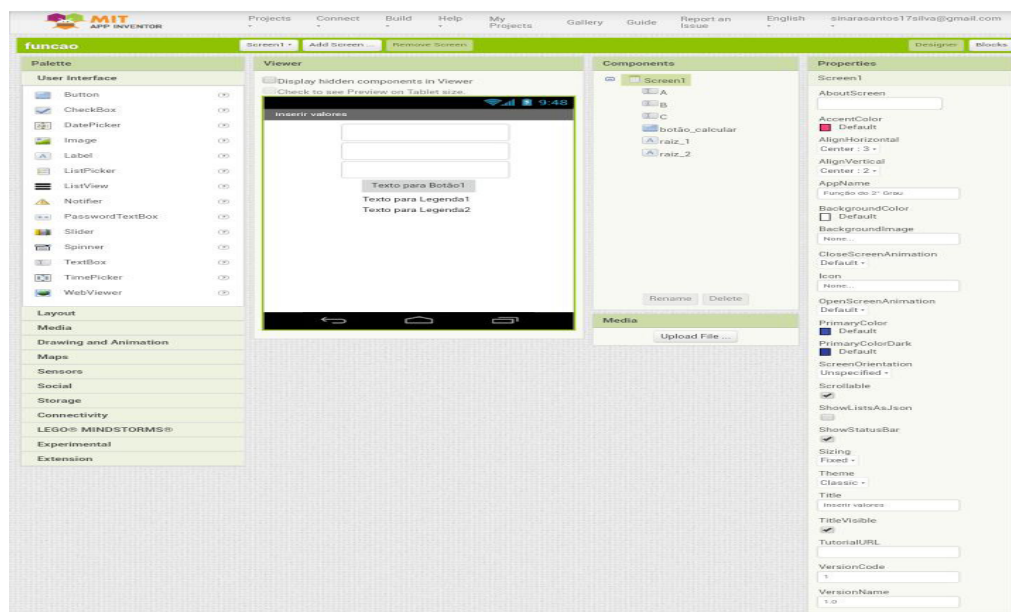 MIT
APP INVENTOR
Projects
Connect
Build
Help
My Projects
Gallery
Guide
Report an Issue
English
sinarasantos17silva@gmail.com
funcao
Screen1
Add Screen ...
Remove Screen
Designer
Blocks
Palette
User Interface
Button
CheckBox
DatePicker
Image
Label
ListPicker
ListView
Notifier
PasswordTextBox
Slider
Spinner
TextBox
TimePicker
WebViewer
Layout
Media
Drawing and Animation
Maps
Sensors
Social
Storage
Connectivity
LEGO® MINDSTORMS®
Experimental
Extension
Viewer
Display hidden components in Viewer
Check to see Preview on Tablet size.
9:48
Inserir valores
Texto para Botão1
Texto para Legenda1
Texto para Legenda2
Components
Screen1
A
B
C
botão_calcular
raiz_1
raiz_2
Rename
Delete
Media
Upload File ...
Properties
Screen1
AboutScreen
AccentColor
Default
AlignHorizontal
Center : 3
AlignVertical
Center : 2
AppName
Função do 2° Grau
BackgroundColor
Default
BackgroundImage
None...
CloseScreenAnimation
Default
Icon
None...
OpenScreenAnimation
Default
PrimaryColor
Default
PrimaryColorDark
Default
ScreenOrientation
Unspecified
Scrollable
ShowListsAsJson
ShowStatusBar
Sizing
Fixed
Theme
Classic
Title
Inserir valores
TitleVisible
TutorialURL
VersionCode
1
VersionName
1.0